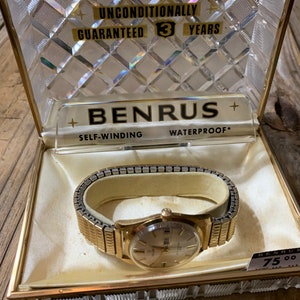 UNCONDITIONALLY
GUARANTEED 3 YEARS
BENRUS
SELF-WINDING WATERPROOF*
75.00